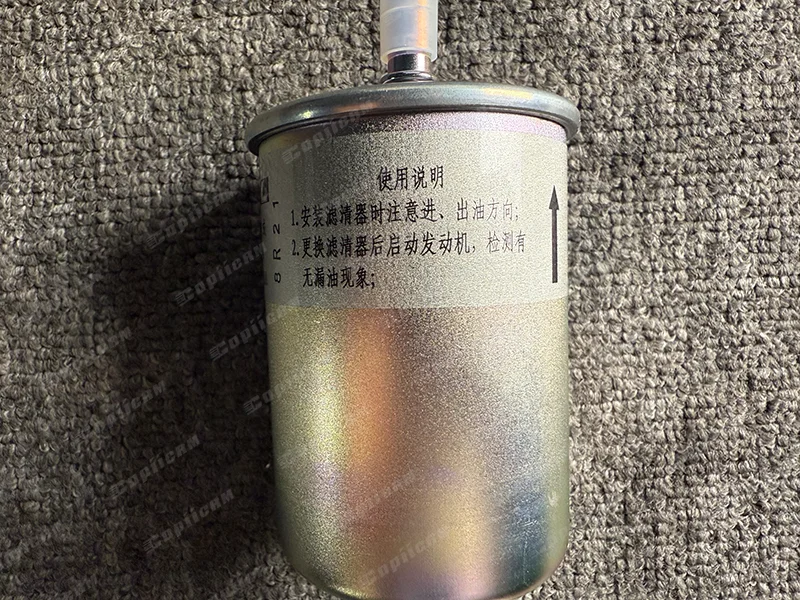 使用说明
1.安装滤清器时注意进、出油方向;
2.更换滤清器后启动发动机，检测有
无漏油现象;
8R21